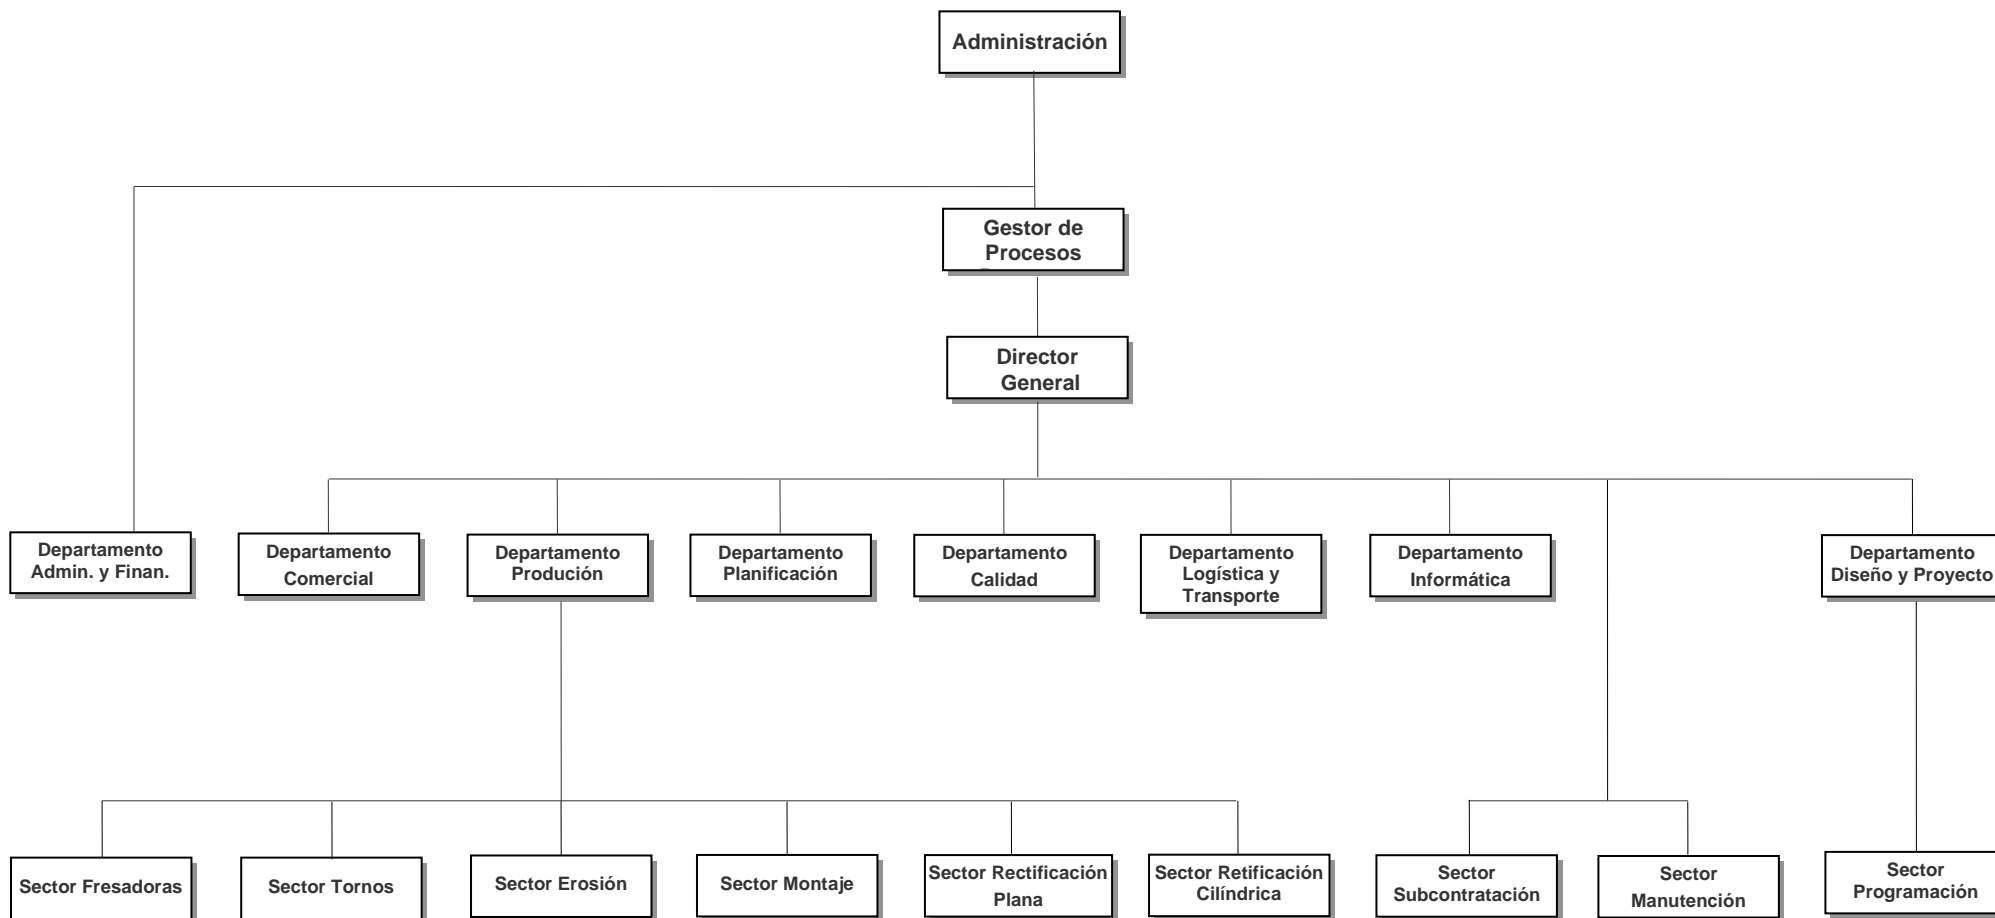 Administración
Gestor de
Procesos
Director
General
Departamento
Admin. y Finan.
Departamento
Comercial
Departamento
Produción
Departamento
Planificación
Departamento
Calidad
Departamento
Logística y
Transporte
Departamento
Informática
Departamento
Diseño y Proyecto
Sector Fresadoras
Sector Tornos
Sector Erosión
Sector Montaje
Sector Rectificación
Plana
Sector Retificación
Cilíndrica
Sector
Subcontratación
Sector
Manutención
Sector
Programación